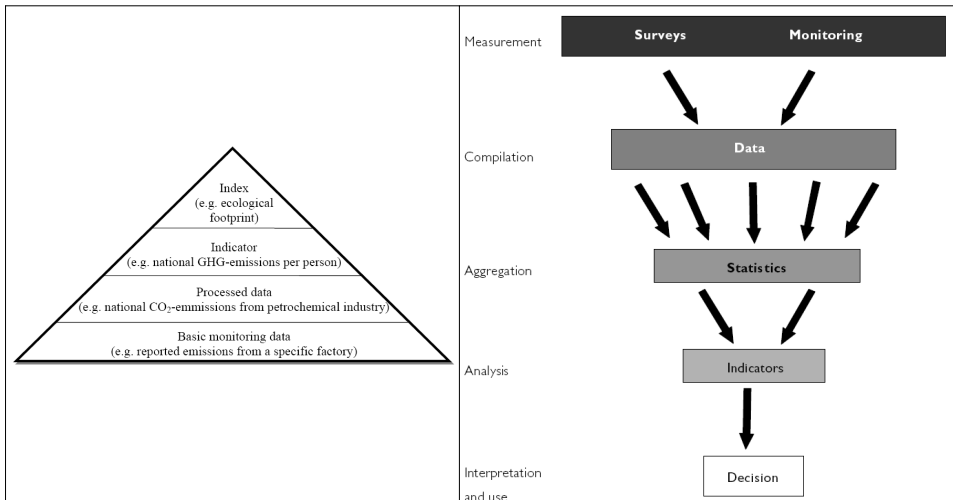 Index
(e.g. ecological
footprint)
Indicator
(e.g. national GHG-emissions per person)
Processed data
(e.g. national CO₂-emmissions from petrochemical industry)
Basic monitoring data
(e.g. reported emissions from a specific factory)
Measurement
Surveys
Monitoring
Compilation
Data
Aggregation
Statistics
Analysis
Indicators
Interpretation
and use
Decision